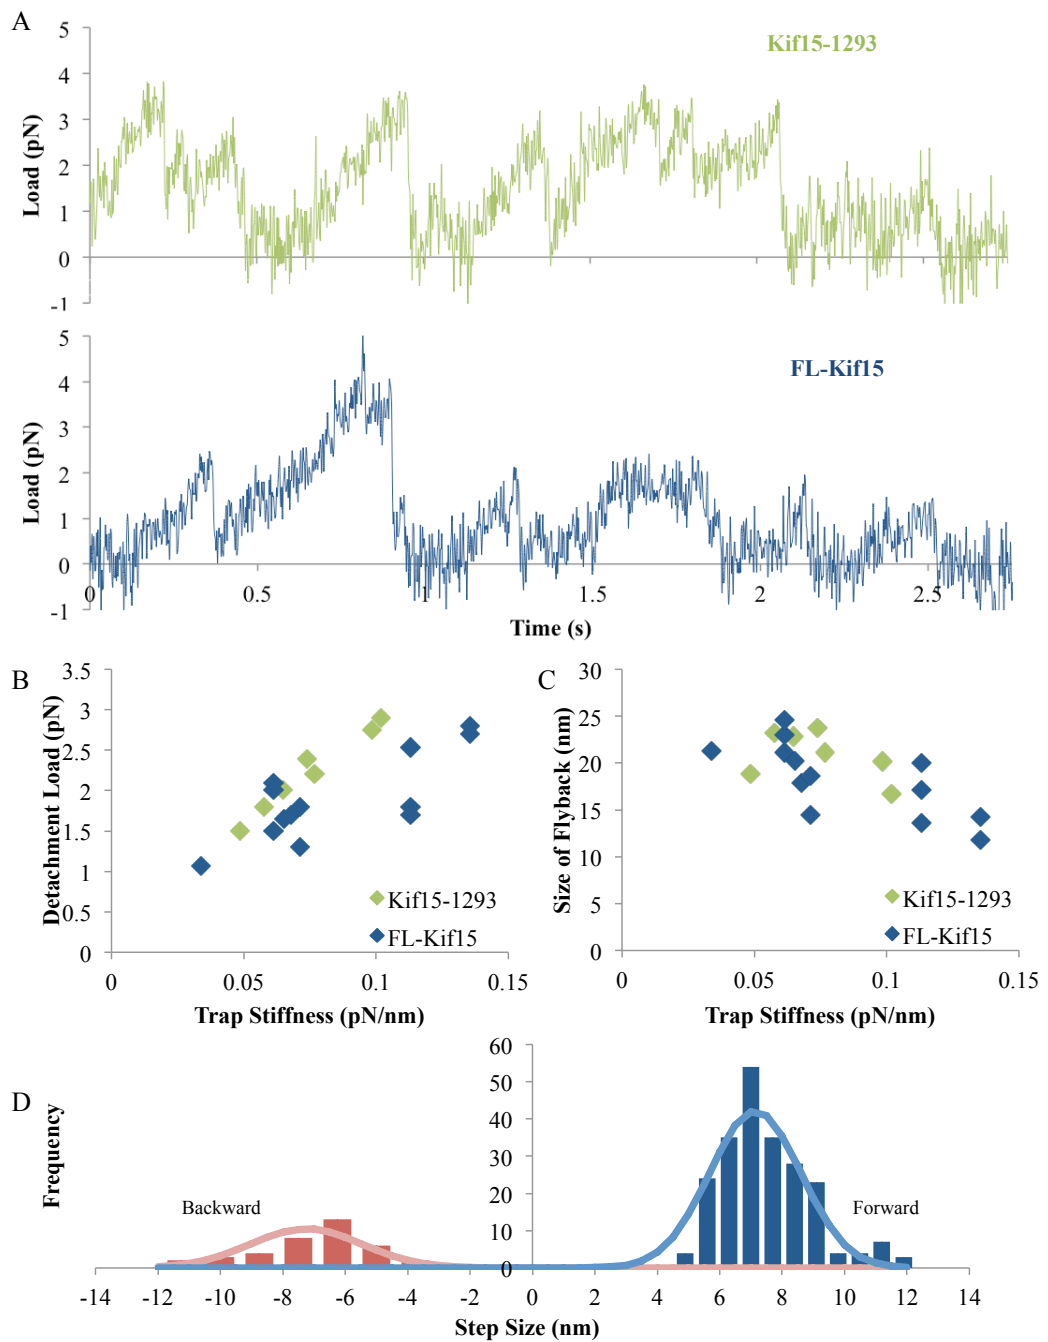 A
Kif15-1293
Load (pN)
5
4
3
2
1
0
-1
FL-Kif15
Load (pN)
5
4
3
2
1
0
-1
0 0.5 1 1.5 2 2.5
Time (s)
B
Detachment Load (pN)
3.5
3
2.5
2
1.5
1
0.5
0
Kif15-1293
FL-Kif15
0 0.05 0.1 0.15
Trap Stiffness (pN/nm)
C
Size of Flyback (nm)
30
25
20
15
10
5
0
Kif15-1293
FL-Kif15
0 0.05 0.1 0.15
Trap Stiffness (pN/nm)
D
Frequency
60
50
40
30
20
10
0
Backward
Forward
-14 -12 -10 -8 -6 -4 -2 0 2 4 6 8 10 12 14
Step Size (nm)